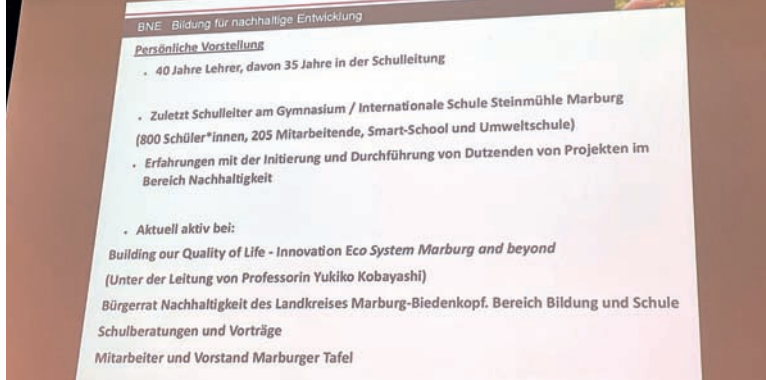 BNE Bildung für nachhaltige Entwicklung
Persönliche Vorstellung
• 40 Jahre Lehrer, davon 35 Jahre in der Schulleitung
• Zuletzt Schulleiter am Gymnasium / Internationale Schule Steinmühle Marburg
(800 Schüler*innen, 205 Mitarbeitende, Smart-School und Umweltschule)
• Erfahrungen mit der Initierung und Durchführung von Dutzenden von Projekten im
Bereich Nachhaltigkeit
• Aktuell aktiv bei:
Building our Quality of Life - Innovation Eco System Marburg and beyond
(Unter der Leitung von Professorin Yukiko Kobayashi)
Bürgerrat Nachhaltigkeit des Landkreises Marburg-Biedenkopf. Bereich Bildung und Schule
Schulberatungen und Vorträge
Mitarbeiter und Vorstand Marburger Tafel